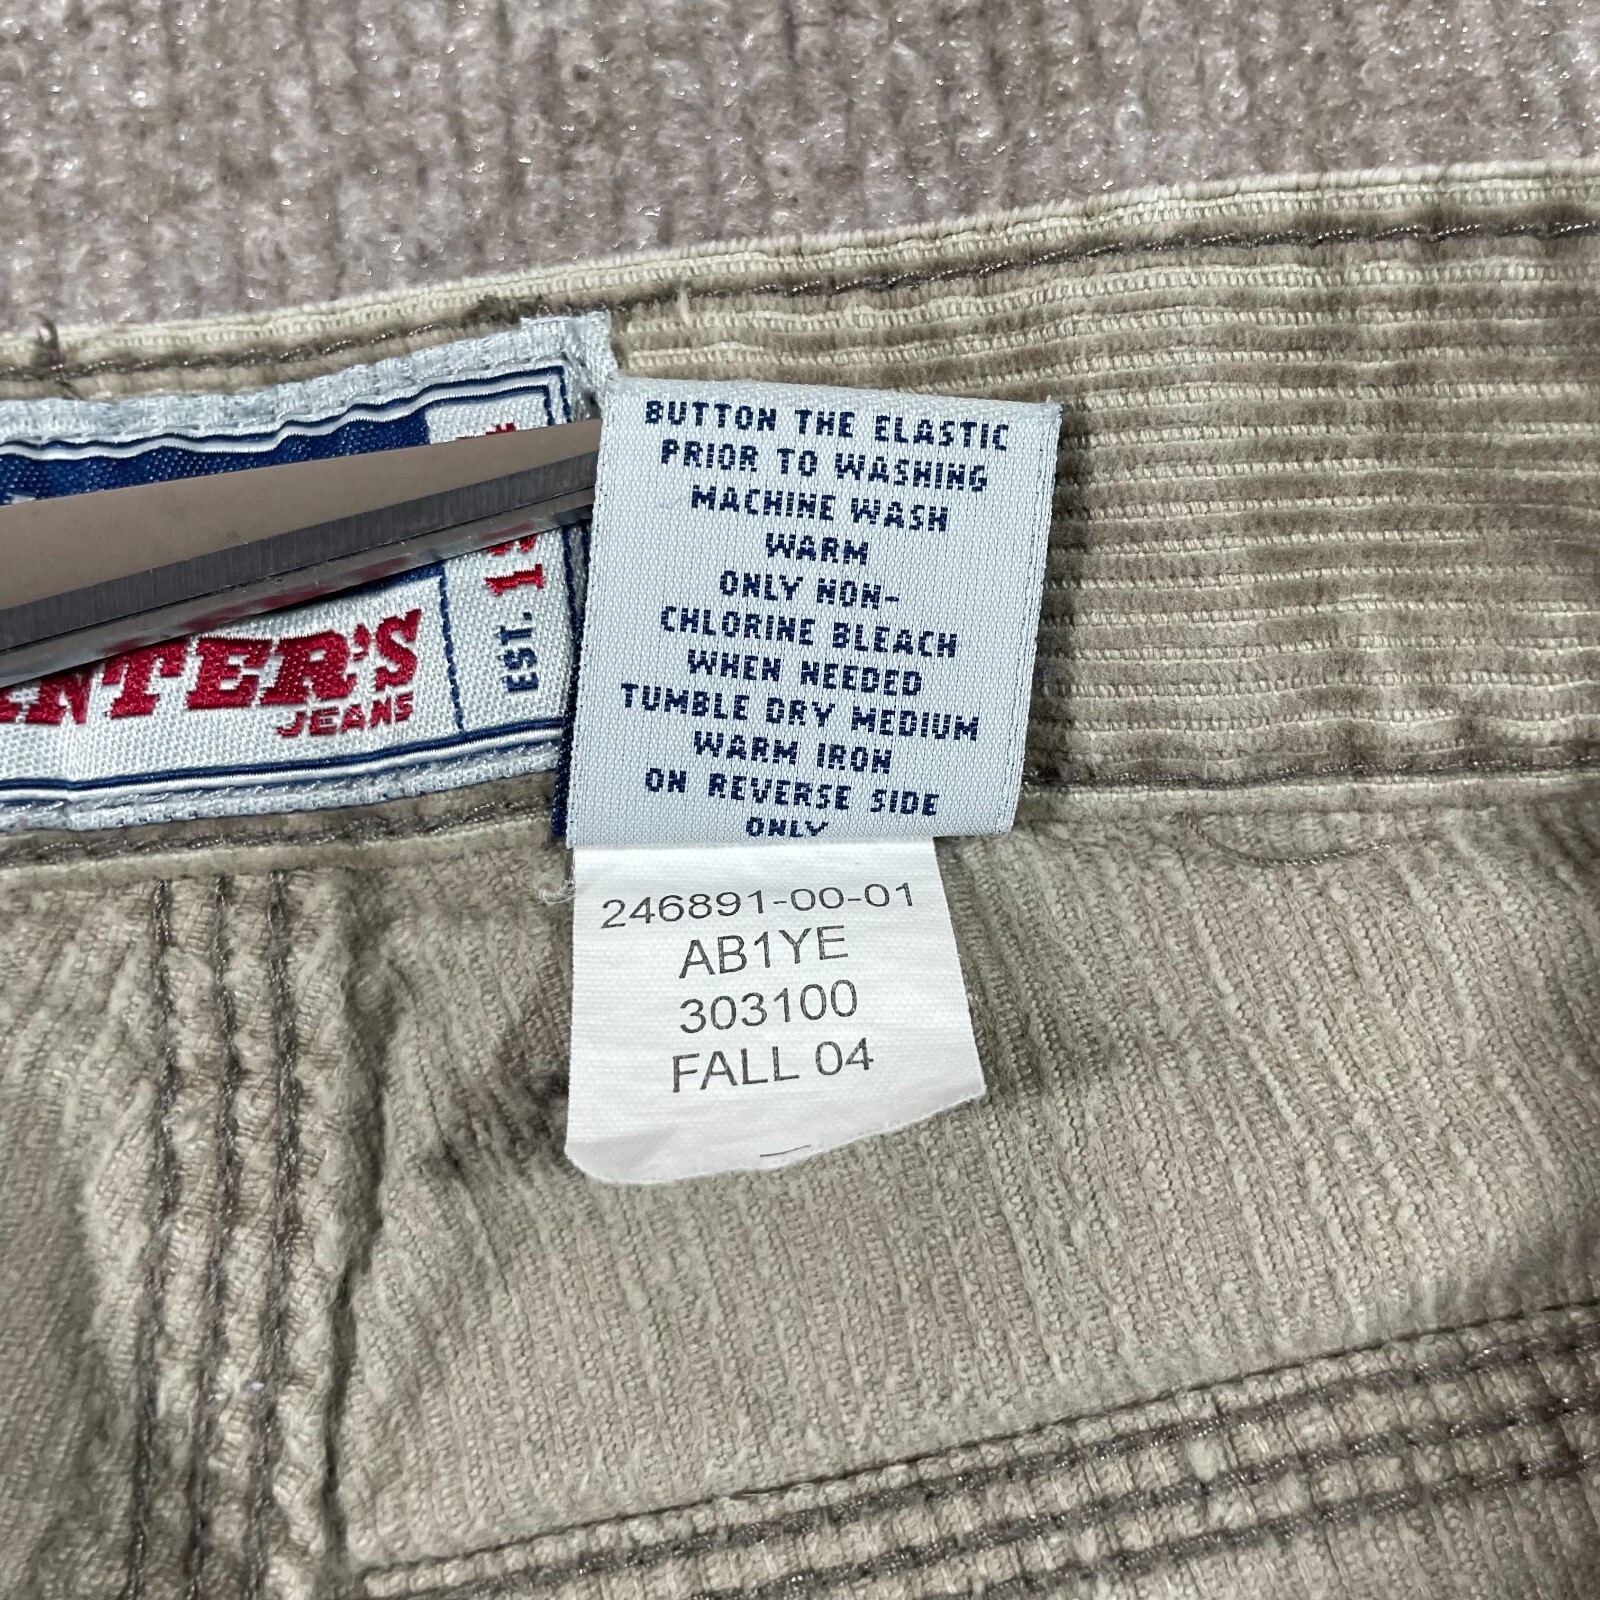 BUTTON THE ELASTIC
PRIOR TO WASHING
MACHINE WASH
WARM
ONLY NON-
CHLORINE BLEACH
WHEN NEEDED
TUMBLE DRY MEDIUM
WARM IRON
ON REVERSE SIDE
ONLY
246891-00-01
AB1YE
303100
FALL 04
JEANS
EST.